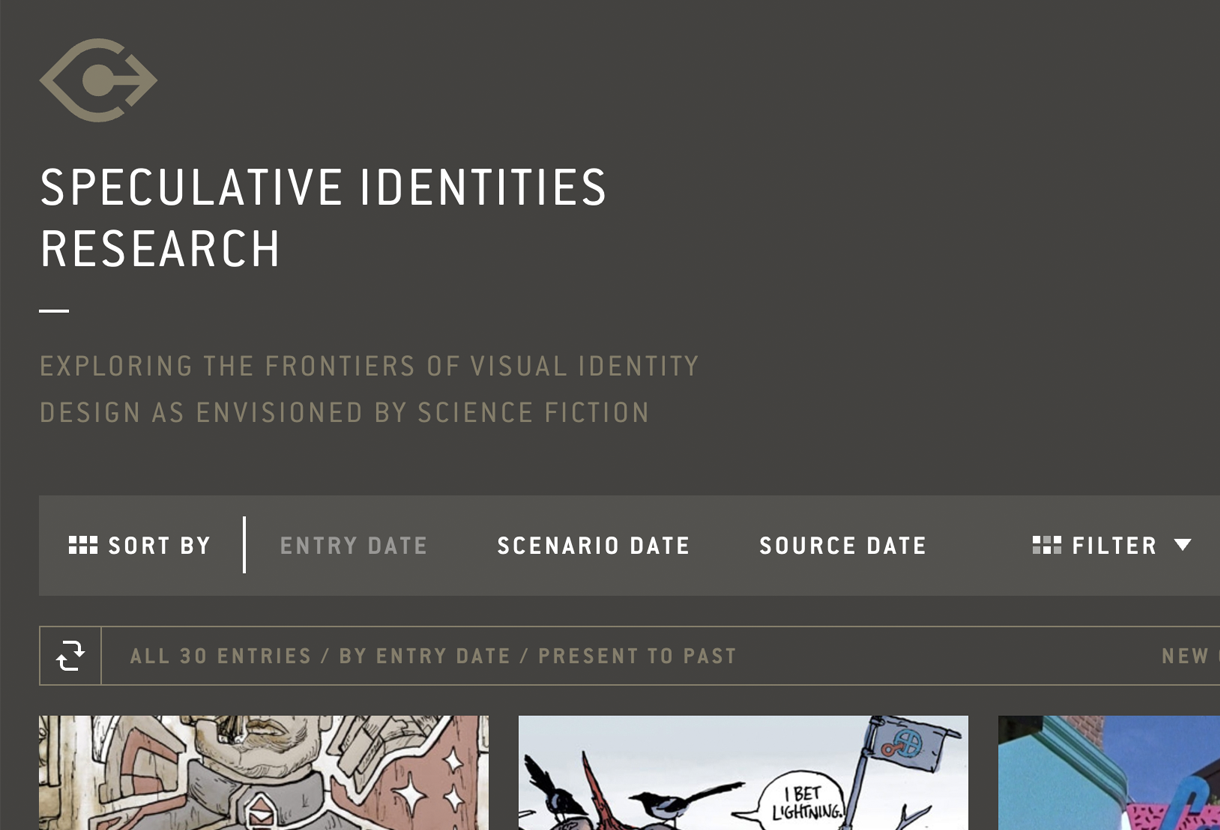 SPECULATIVE IDENTITIES
RESEARCH
EXPLORING THE FRONTIERS OF VISUAL IDENTITY
DESIGN AS ENVISIONED BY SCIENCE FICTION
SORT BY ENTRY DATE SCENARIO DATE SOURCE DATE FILTER
ALL 30 ENTRIES / BY ENTRY DATE / PRESENT TO PAST NEW
I BET
LIGHTNING.